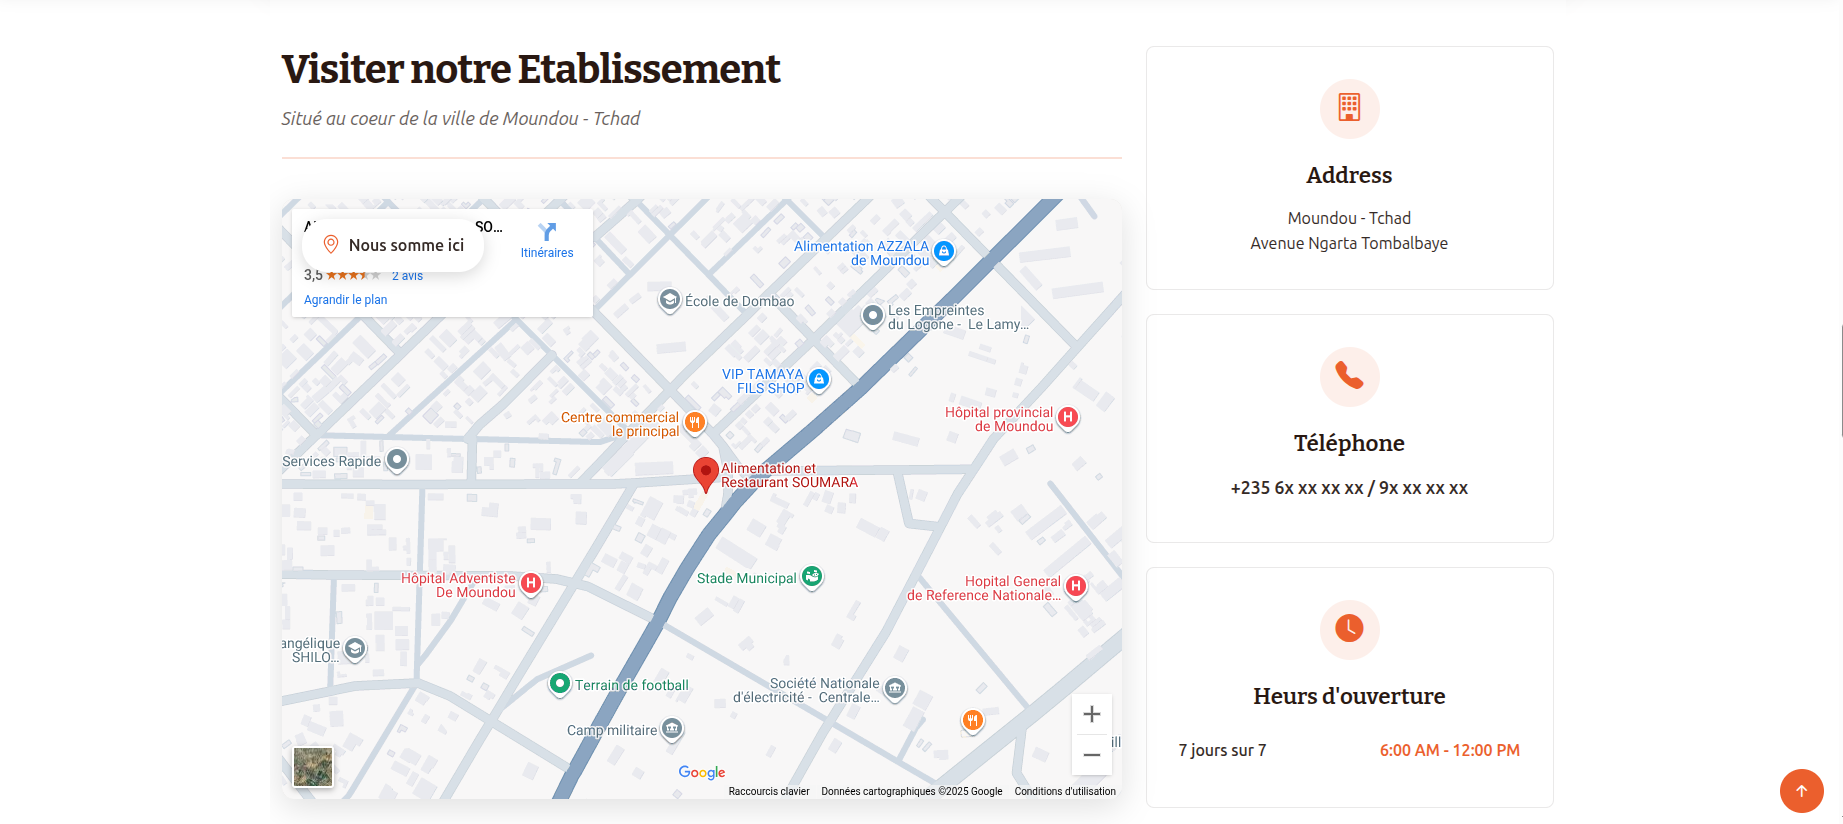 Visiter notre Etablissement
Situé au coeur de la ville de Moundou - Tchad
SO...
Nous somme ici
Itinéraires
3,5
2 avis
Agrandir le plan
Alimentation AZZALA
de Moundou
École de Dombao
Les Empreintes
du Logone - Le Lamy...
VIP TAMAYA
FILS SHOP
Centre commercial
le principal
Hôpital provincial
de Moundou
Services Rapide
Alimentation et
Restaurant SOUMARA
Hôpital Adventiste
De Moundou
Stade Municipal
Hopital General
de Reference Nationale...
angélique
SHILO...
Terrain de football
Société Nationale
d'électricité - Centrale...
Camp militaire
ill
Google
Raccourcis clavier
Données cartographiques ©2025 Google
Conditions d'utilisation
Address
Moundou - Tchad
Avenue Ngarta Tombalbaye
Téléphone
+235 6x xx xx xx / 9x xx xx xx
Heurs d'ouverture
7 jours sur 7
6:00 AM - 12:00 PM